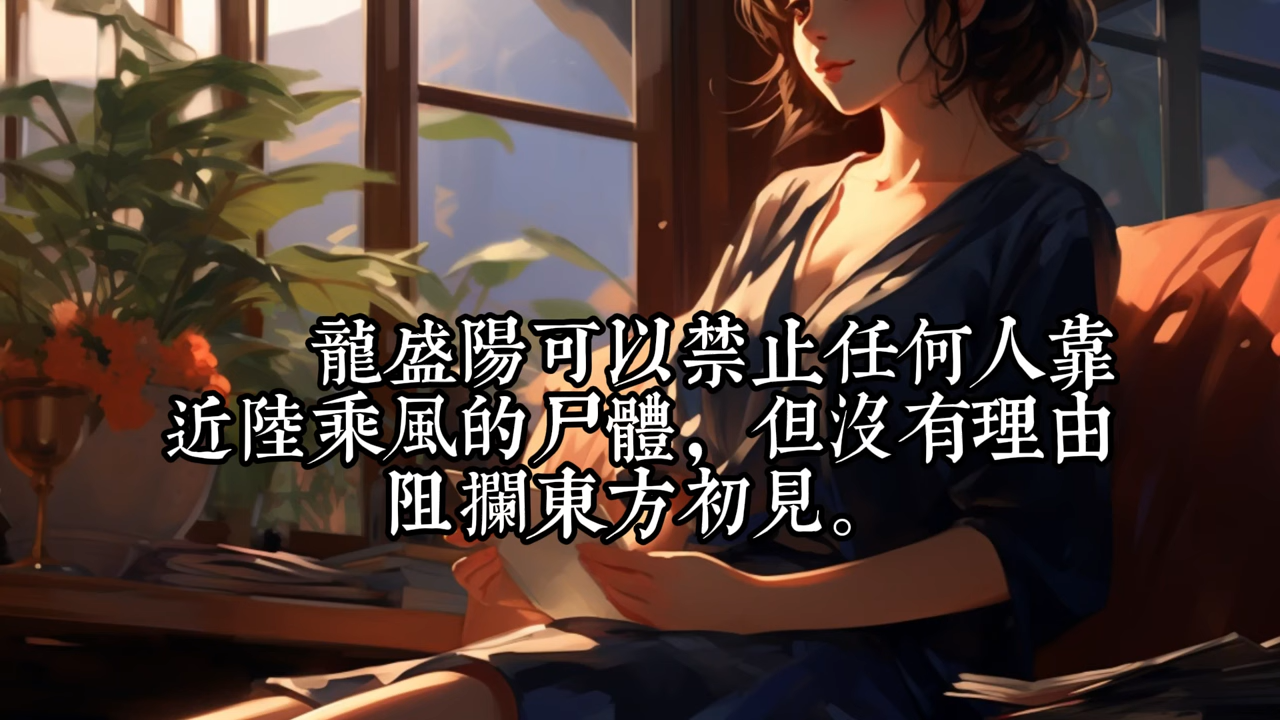 龍盛陽可以禁止任何人靠
近陸乘風的尸體，但沒有理由
阻攔東方初見。